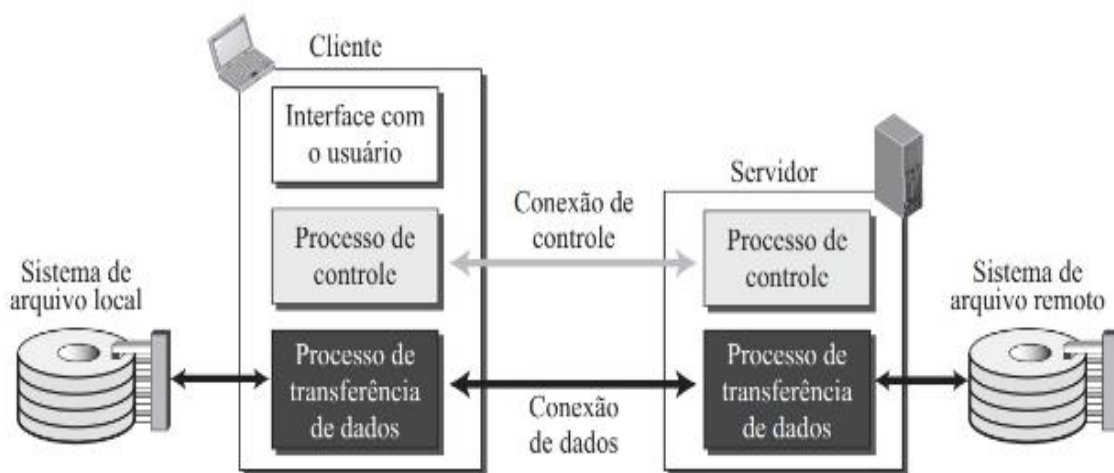 Cliente
Interface com
o usuário
Servidor
Conexão de
controle
Processo de
controle
Processo de
controle
Sistema de
arquivo local
Sistema de
arquivo remoto
Processo de
transferência
de dados
Conexão
de dados
Processo de
transferência
de dados